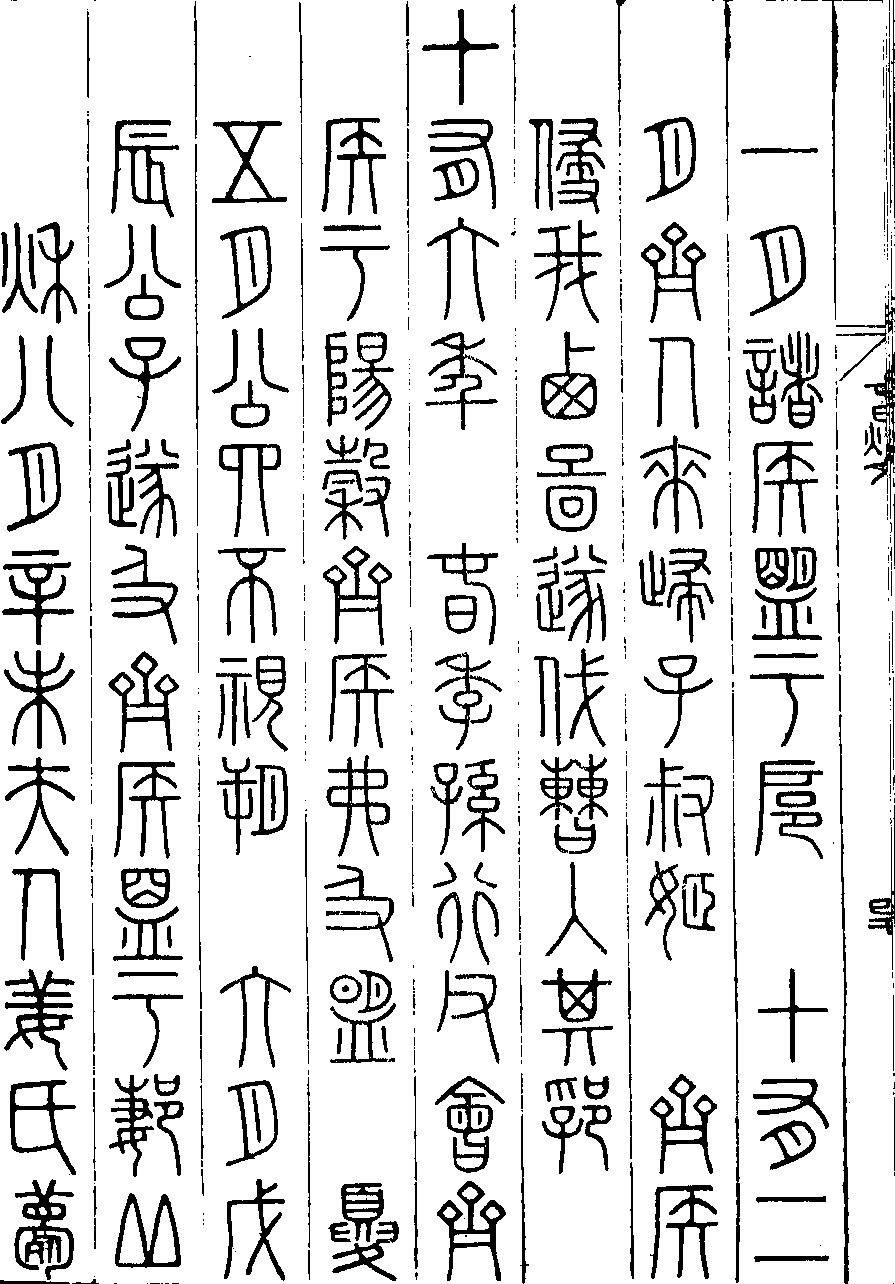 一月諸侯盟于扈 十有二
月齊人來歸子叔姬 齊侯
侵我西鄙遂伐曹入其郛
十有六年 春季孫行父會齊
侯于陽穀齊侯弗及盟 夏
五月公四不視朔 六月戊
辰公子遂及齊侯盟于郪丘
秋八月辛未夫人姜氏薨